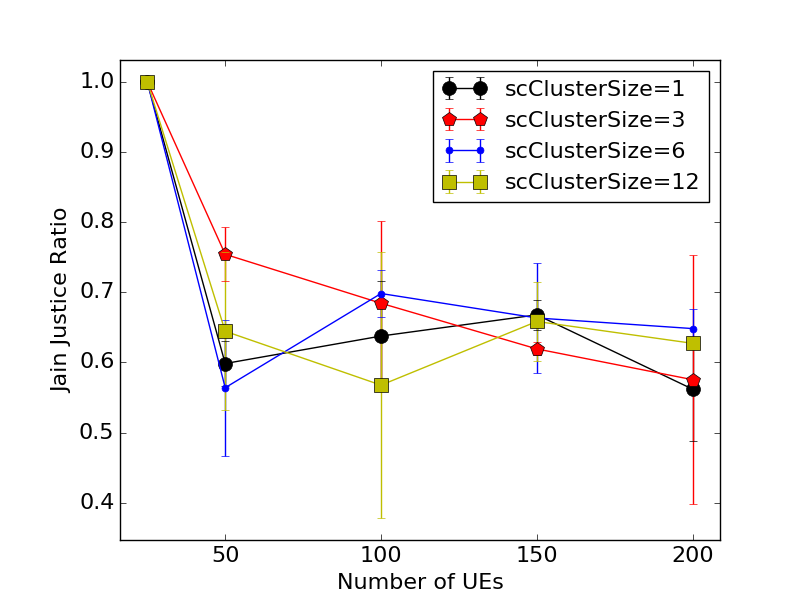 1.0
0.9
0.8
0.7
0.6
0.5
0.4
Jain Justice Ratio
scClusterSize=1
scClusterSize=3
scClusterSize=6
scClusterSize=12
50
100
150
200
Number of UEs